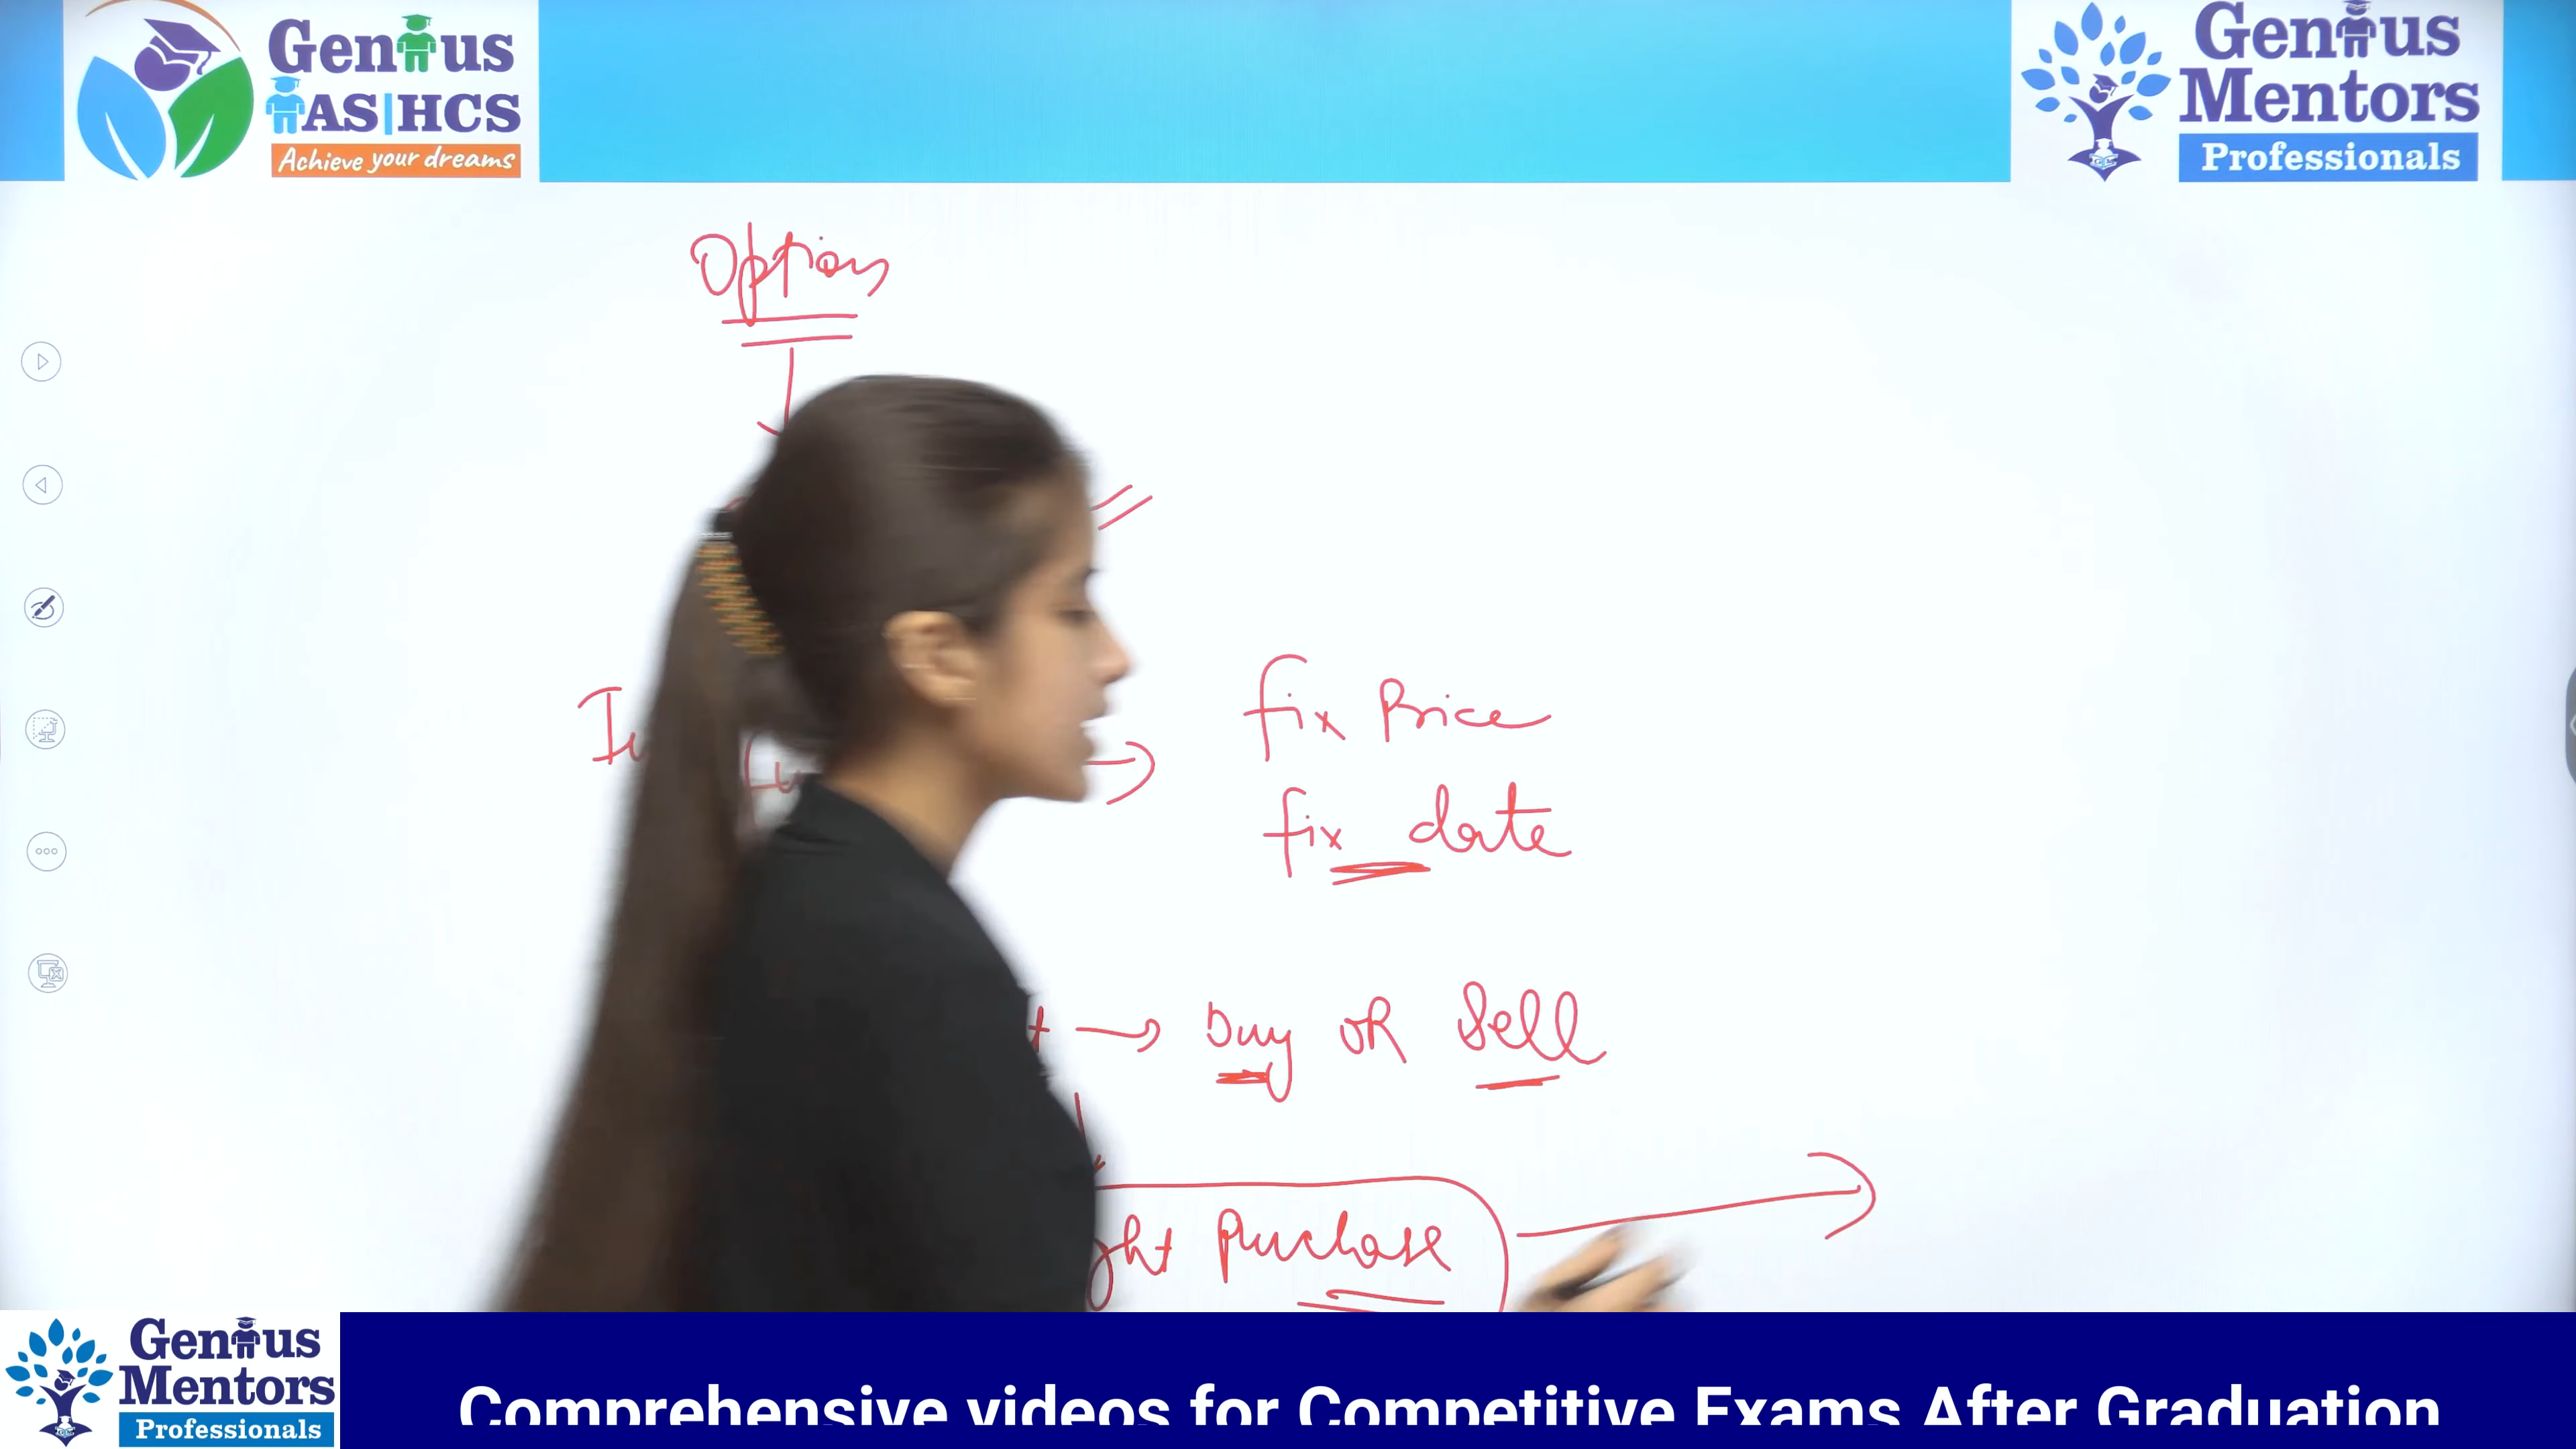 Genius
IAS|HCS
Achieve your dreams
Genius
Mentors
Professionals
Option
fix Price
fix date
buy OR Sell
Purchase
Genius
Mentors
Professionals
Comprehensive videos for Competitive Exams After Graduation